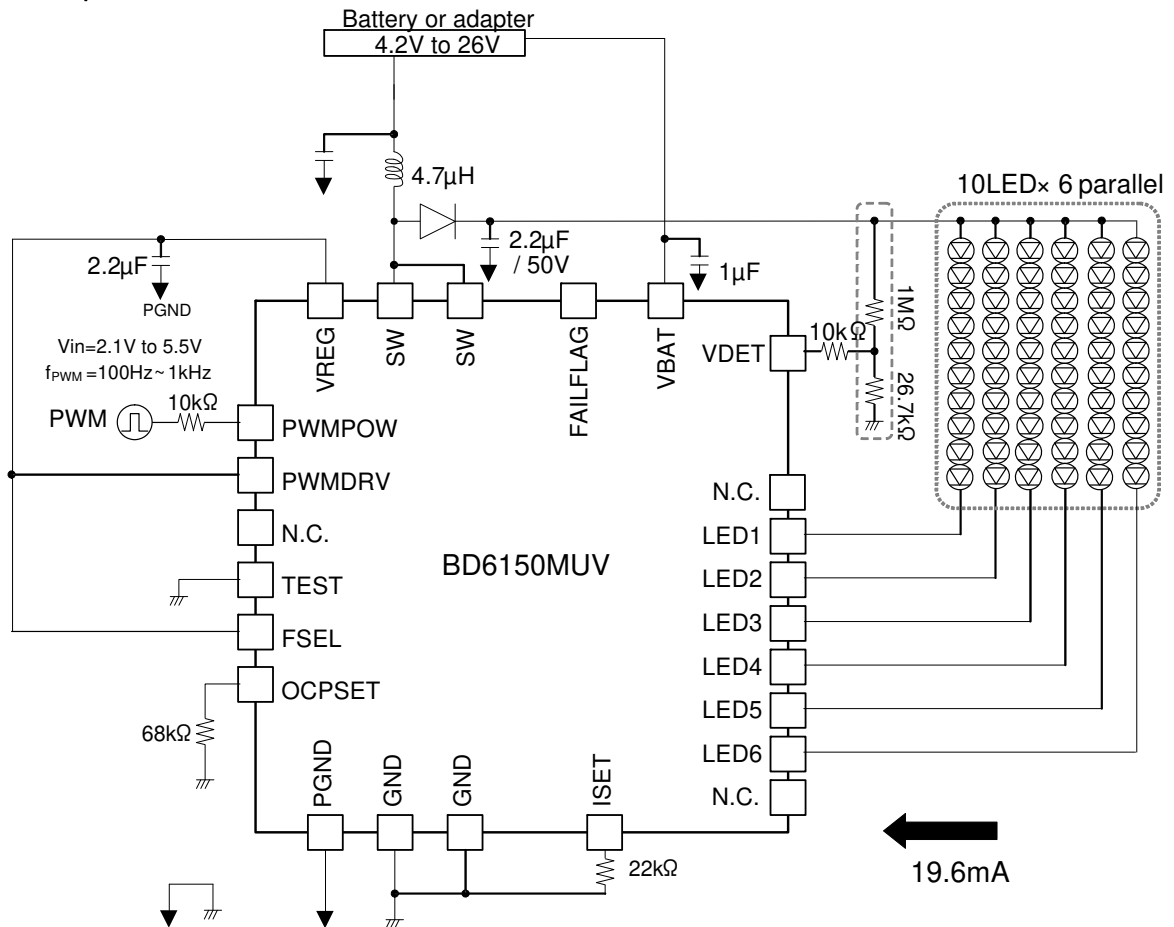 Battery or adapter
4.2V to 26V
4.7µH
10LED× 6 parallel
2.2µF
/ 50V
2.2µF
PGND
1µF
1MΩ
10kΩ
26.7kΩ
VREG
SW
SW
FAILFLAG
VBAT
VDET
Vin=2.1V to 5.5V
fPWM =100Hz~ 1kHz
10kΩ
PWM
PWMPOW
PWMDRV
N.C.
TEST
FSEL
OCPSET
68kΩ
BD6150MUV
N.C.
LED1
LED2
LED3
LED4
LED5
LED6
N.C.
PGND
GND
GND
ISET
22kΩ
19.6mA